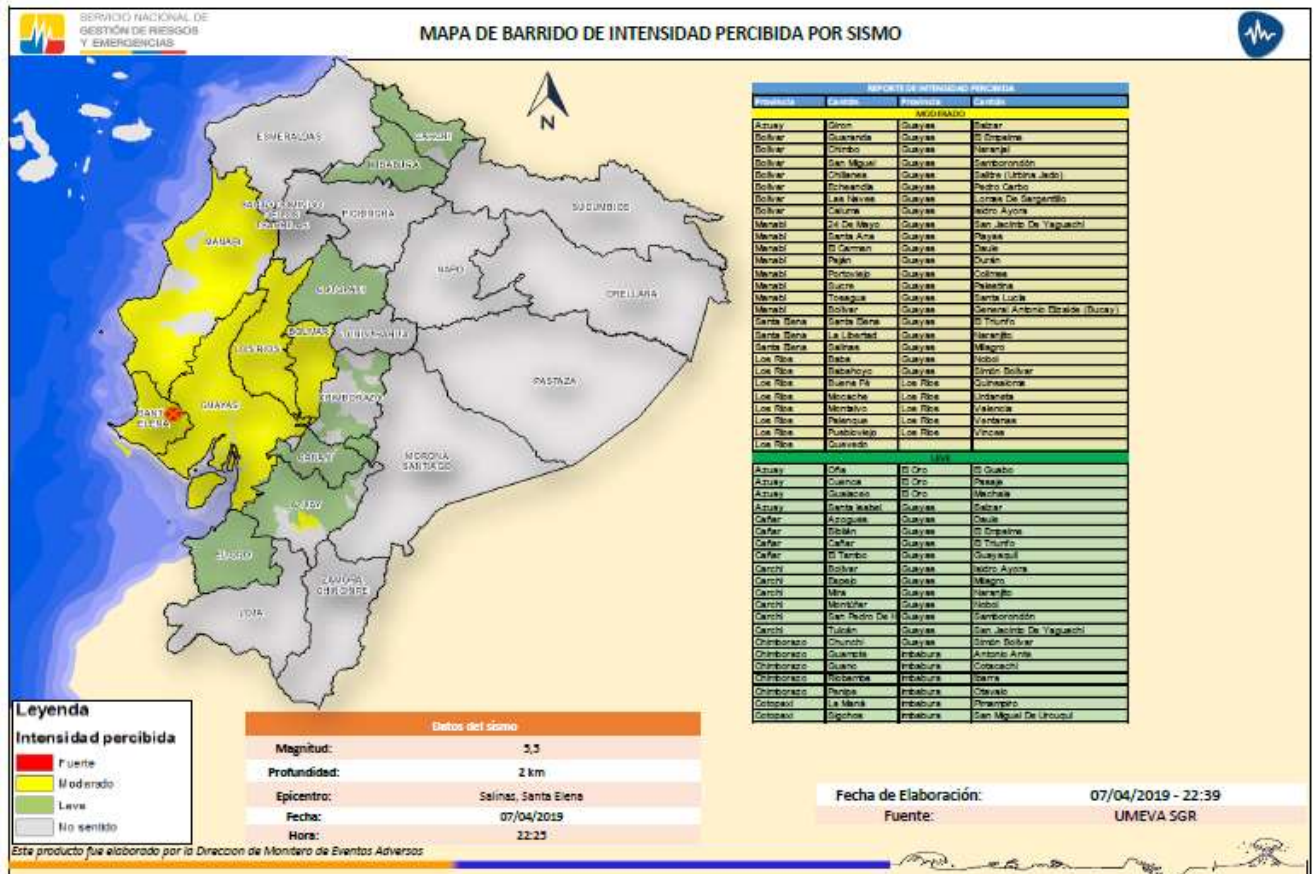 SERVICIO NACIONAL DE
GESTIÓN DE RIESGOS
Y EMERGENCIAS
MAPA DE BARRIDO DE INTENSIDAD PERCIBIDA POR SISMO
N
ESMERALDAS
CARCHI
IMBABURA
PICHINCHA
SUCUMBIOS
MANABI
NAPO
ORELLANA
COTOPAXI
BOLIVAR
TUNGURAHUA
LOS RIOS
PASTAZA
GUAYAS
CHIMBORAZO
SANTA
ELENA
CAÑAR
MORONA
SANTIAGO
AZUAY
EL ORO
ZAMORA
CHINCHIPE
LOJA
REPORTE DE INTENSIDAD PERCIBIDA
Provincia Cantón Provincia Cantón
MODERADO
Azuay Giron Guayas Balzar
Bolivar Guaranda Guayas El Empalme
Bolivar Chimbo Guayas Naranjal
Bolivar San Miguel Guayas Samborondón
Bolivar Chillanes Guayas Salitre (Urbina Jado)
Bolivar Echeandía Guayas Pedro Carbo
Bolivar Las Naves Guayas Lomas De Sargentillo
Bolivar Caluma Guayas Isidro Ayora
Manabí 24 De Mayo Guayas San Jacinto De Yaguachi
Manabí Santa Ana Guayas Playas
Manabí El Carmen Guayas Daule
Manabí Paján Guayas Durán
Manabí Portoviejo Guayas Colimes
Manabí Sucre Guayas Palestina
Manabí Tosagua Guayas Santa Lucía
Manabí Bolívar Guayas General Antonio Elizalde (Bucay)
Santa Elena Santa Elena Guayas El Triunfo
Santa Elena La Libertad Guayas Naranjito
Santa Elena Salinas Guayas Milagro
Los Ríos Baba Guayas Nobol
Los Ríos Babahoyo Guayas Simón Bolívar
Los Ríos Buena Fé Los Ríos Quinsaloma
Los Ríos Mocache Los Ríos Urdaneta
Los Ríos Montalvo Los Ríos Valencia
Los Ríos Palenque Los Ríos Ventanas
Los Ríos Puebloviejo Los Ríos Vinces
Los Ríos Quevedo
LEVE
Azuay Oña El Oro El Guabo
Azuay Cuenca El Oro Pasaje
Azuay Gualaceo El Oro Machala
Azuay Santa Isabel Guayas Balzar
Cañar Azogues Guayas Daule
Cañar Biblián Guayas El Empalme
Cañar Cañar Guayas El Triunfo
Cañar El Tambo Guayas Guayaquil
Carchi Bolívar Guayas Isidro Ayora
Carchi Espejo Guayas Milagro
Carchi Mira Guayas Naranjito
Carchi Montúfar Guayas Nobol
Carchi San Pedro De H Guayas Samborondón
Carchi Tulcán Guayas San Jacinto De Yaguachi
Chimborazo Chunchi Guayas Simón Bolívar
Chimborazo Guamote Imbabura Antonio Ante
Chimborazo Guano Imbabura Cotacachi
Chimborazo Riobamba Imbabura Ibarra
Chimborazo Penipe Imbabura Otavalo
Cotopaxi La Maná Imbabura Pimampiro
Cotopaxi Sigchos Imbabura San Miguel De Urcuquí
Leyenda
Intensidad percibida
Fuerte
Moderado
Leve
No sentido
Datos del sismo
Magnitud: 5,5
Profundidad: 2 km
Epicentro: Salinas, Santa Elena
Fecha: 07/04/2019
Hora: 22:25
Fecha de Elaboración: 07/04/2019 - 22:39
Fuente: UMEVA SGR
Este producto fue elaborado por la Direccion de Monitero de Eventos Adversos